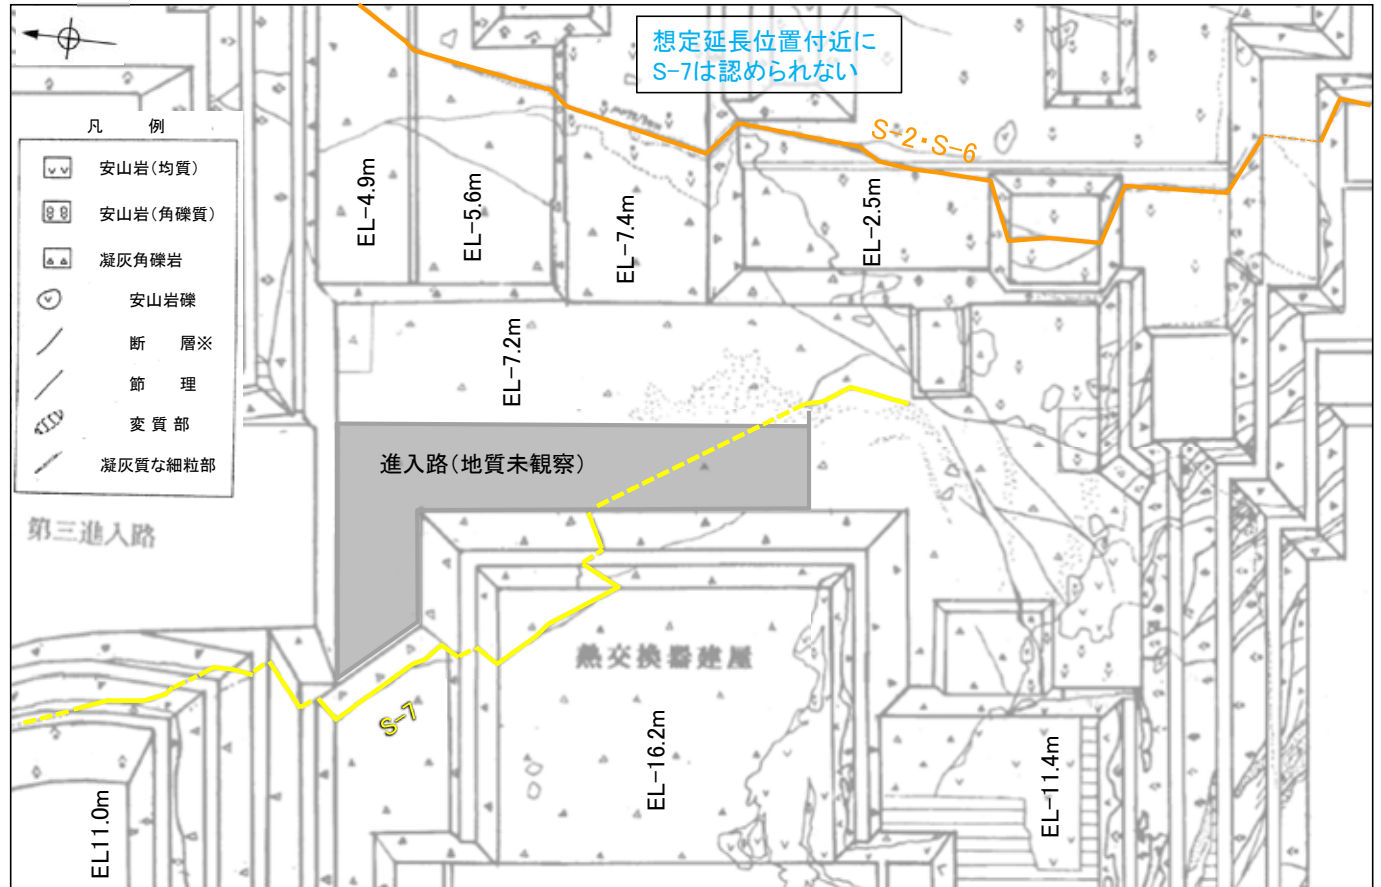 想定延長位置付近に
S-7は認められない
凡 例
安山岩(均質)
安山岩(角礫質)
凝灰角礫岩
安山岩礫
断 層※
節 理
変 質 部
凝灰質な細粒部
S-2・S-6
EL-4.9m
EL-5.6m
EL-7.4m
EL-2.5m
EL-7.2m
進入路(地質未観察)
第三進入路
熱交換器建屋
S-7
EL-16.2m
EL-11.4m
EL11.0m